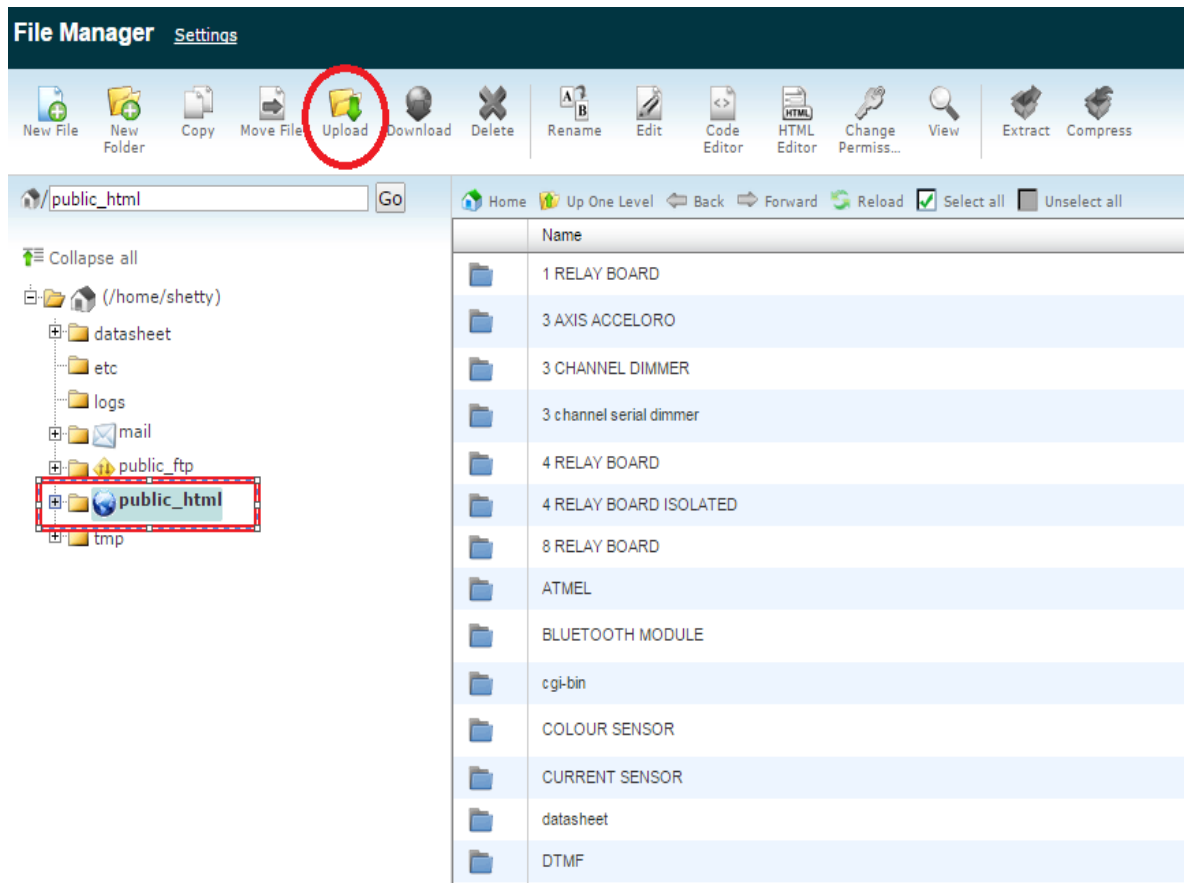 File Manager Settings
New File New Folder Copy Move File Upload Download Delete Rename Edit Code Editor HTML Editor Change Permiss... View Extract Compress
/public_html Go
Home Up One Level Back Forward Reload Select all Unselect all
Collapse all
(/home/shetty)
datasheet
etc
logs
mail
public_ftp
public_html
tmp
Name
1 RELAY BOARD
3 AXIS ACCELORO
3 CHANNEL DIMMER
3 channel serial dimmer
4 RELAY BOARD
4 RELAY BOARD ISOLATED
8 RELAY BOARD
ATMEL
BLUETOOTH MODULE
cgi-bin
COLOUR SENSOR
CURRENT SENSOR
datasheet
DTMF